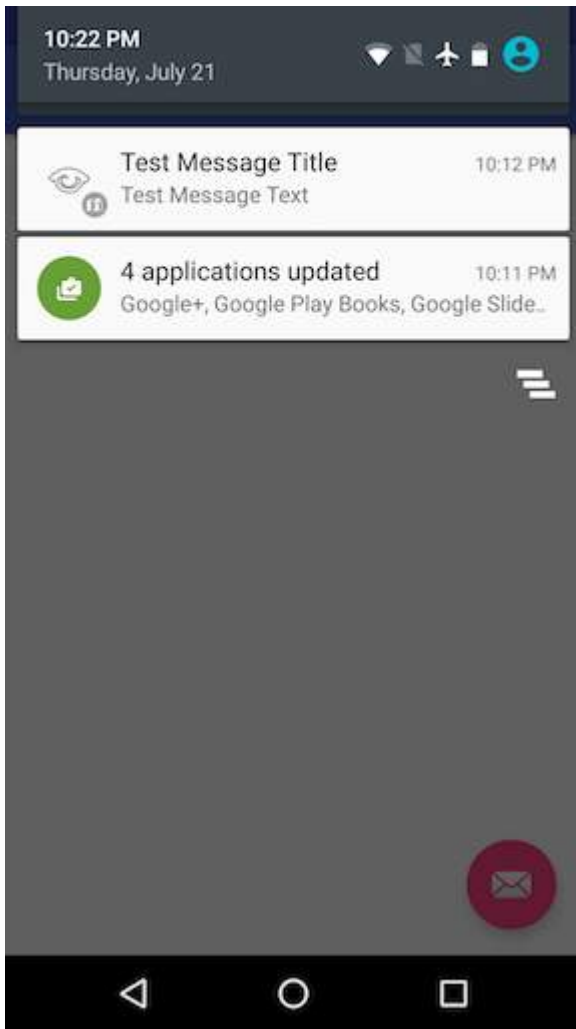 10:22 PM
Thursday, July 21
Test Message Title 10:12 PM
Test Message Text
4 applications updated 10:11 PM
Google+, Google Play Books, Google Slide…